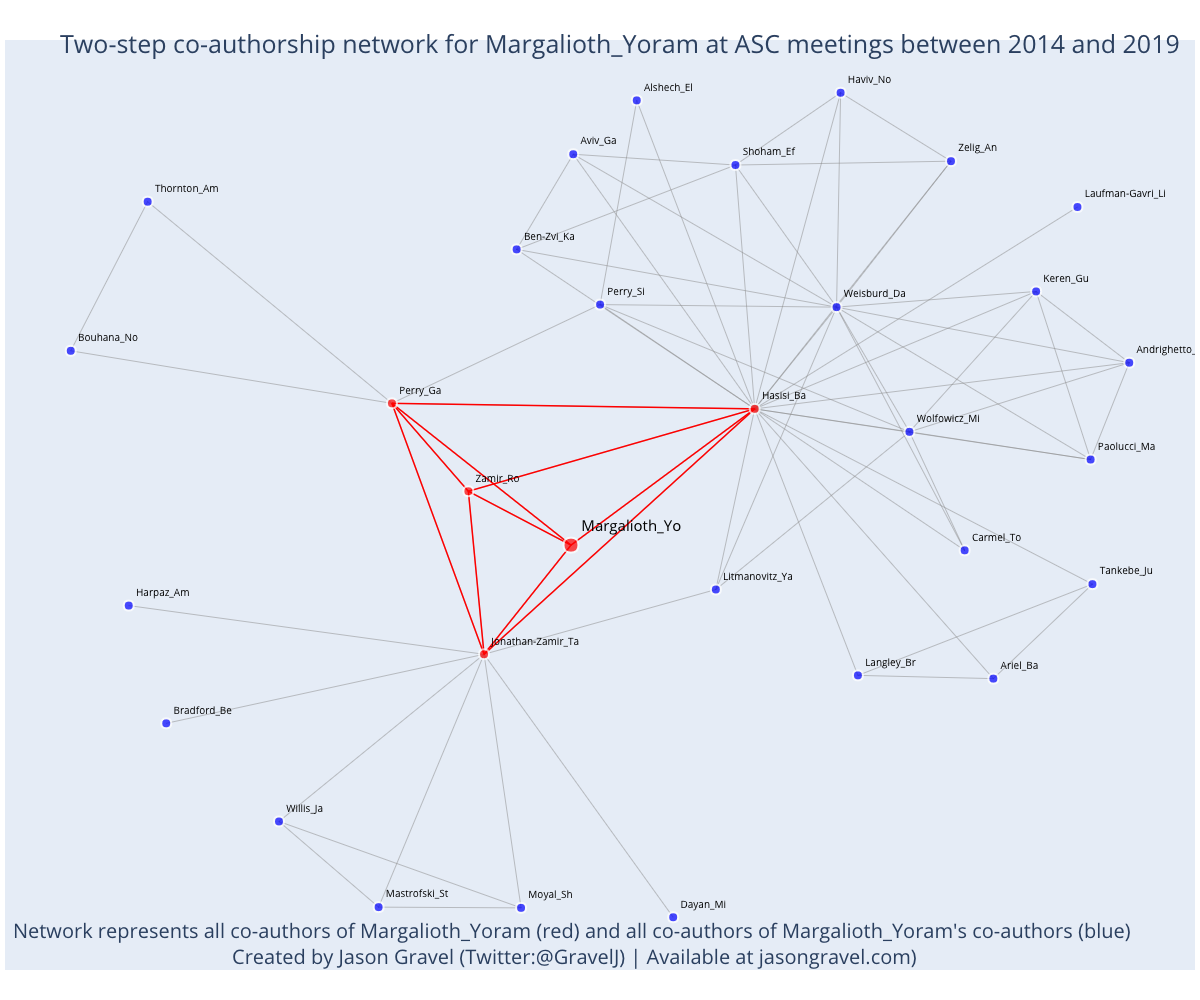 Two-step co-authorship network for Margalioth_Yoram at ASC meetings between 2014 and 2019
Haviv_No
Alshech_El
Aviv_Ga
Shoham_Ef
Zelig_An
Thornton_Am
Laufman-Gavri_Li
Ben-Zvi_Ka
Keren_Gu
Perry_Si
Weisburd_Da
Bouhana_No
Andrighetto_
Perry_Ga
Hasisi_Ba
Wolfowicz_Mi
Paolucci_Ma
Zamir_Ro
Margalioth_Yo
Carmel_To
Tankebe_Ju
Litmanovitz_Ya
Harpaz_Am
Jonathan-Zamir_Ta
Langley_Br
Ariel_Ba
Bradford_Be
Willis_Ja
Mastrofski_St
Moyal_Sh
Dayan_Mi
Network represents all co-authors of Margalioth_Yoram (red) and all co-authors of Margalioth_Yoram's co-authors (blue)
Created by Jason Gravel (Twitter:@GravelJ) | Available at jasongravel.com)